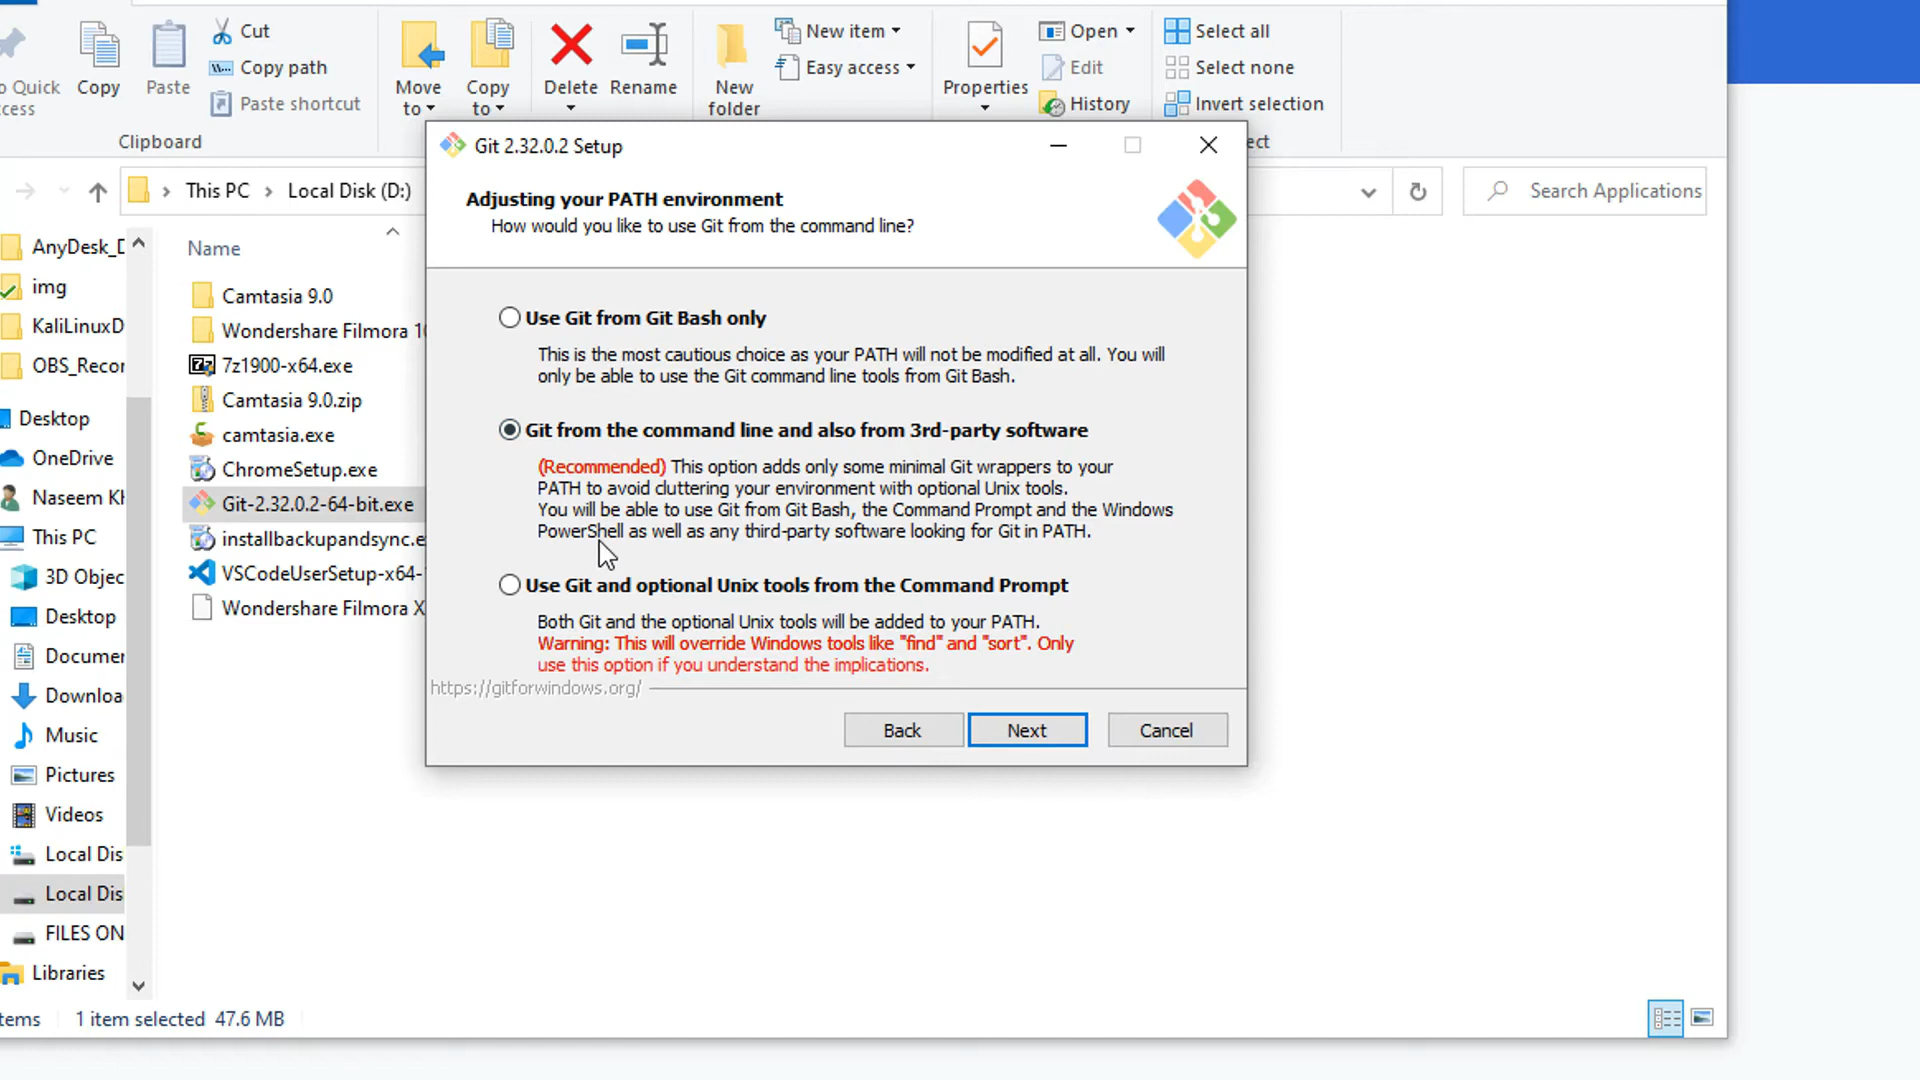 Cut
Copy path
Paste shortcut
Quick
Copy
Paste
Clipboard
Move
to
Copy
to
Delete
Rename
New
folder
New item
Easy access
Properties
Open
Edit
History
Select all
Select none
Invert selection
This PC > Local Disk (D:)
Search Applications
Git 2.32.0.2 Setup
Adjusting your PATH environment
How would you like to use Git from the command line?
Use Git from Git Bash only
This is the most cautious choice as your PATH will not be modified at all. You will
only be able to use the Git command line tools from Git Bash.
Git from the command line and also from 3rd-party software
(Recommended) This option adds only some minimal Git wrappers to your
PATH to avoid cluttering your environment with optional Unix tools.
You will be able to use Git from Git Bash, the Command Prompt and the Windows
PowerShell as well as any third-party software looking for Git in PATH.
Use Git and optional Unix tools from the Command Prompt
Both Git and the optional Unix tools will be added to your PATH.
Warning: This will override Windows tools like "find" and "sort". Only
use this option if you understand the implications.
https://gitforwindows.org/
Back
Next
Cancel
Name
Camtasia 9.0
Wondershare Filmora 10
7z1900-x64.exe
Camtasia 9.0.zip
camtasia.exe
ChromeSetup.exe
Git-2.32.0.2-64-bit.exe
installbackupandsync.e
VSCodeUserSetup-x64-
Wondershare Filmora X
AnyDesk_D
img
KaliLinuxD
OBS_Recor
Desktop
OneDrive
Naseem Kh
This PC
3D Objec
Desktop
Documen
Downloa
Music
Pictures
Videos
Local Dis
Local Dis
FILES ON
Libraries
tems
1 item selected 47.6 MB